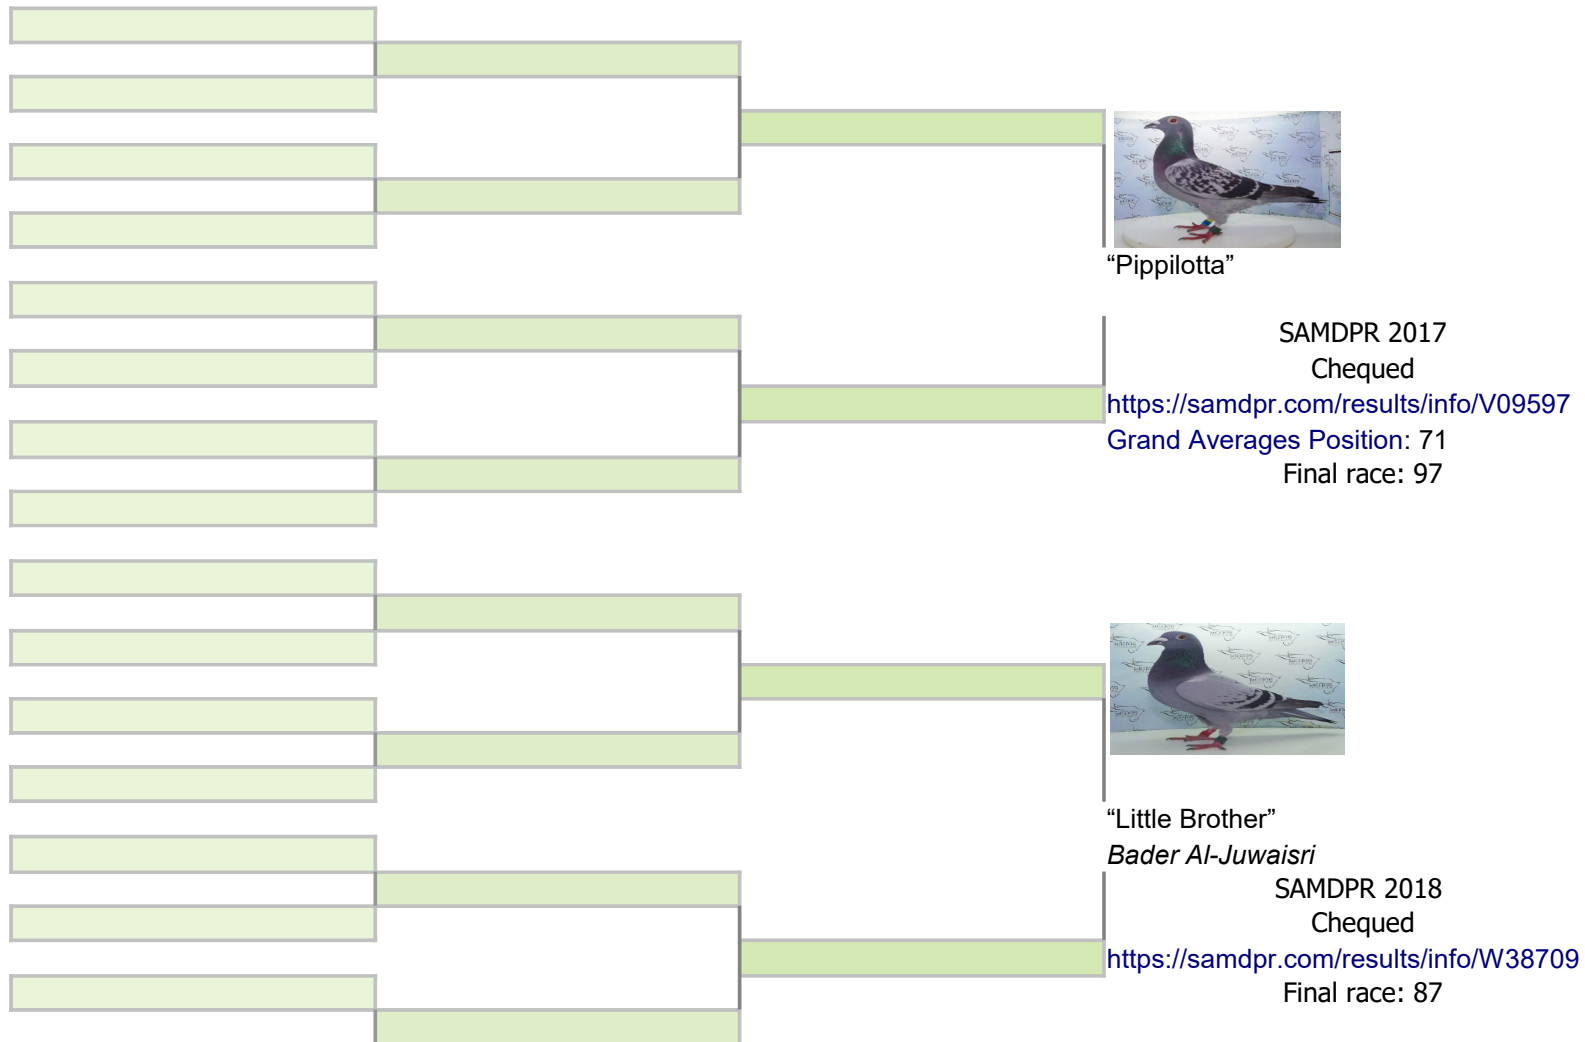 “Pippilotta”
SAMDPR 2017
Chequed
https://samdpr.com/results/info/V09597
Grand Averages Position: 71
Final race: 97
“Little Brother”
Bader Al-Juwaisri
SAMDPR 2018
Chequed
https://samdpr.com/results/info/W38709
Final race: 87